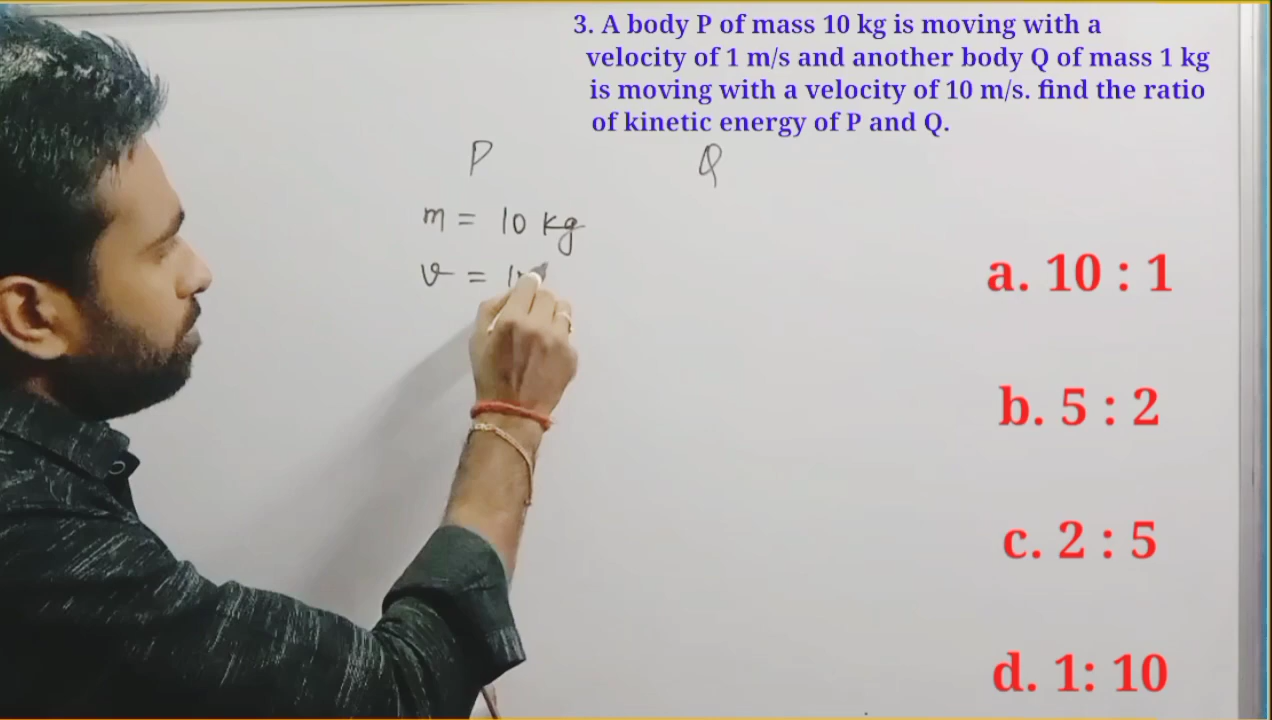 3. A body P of mass 10 kg is moving with a
velocity of 1 m/s and another body Q of mass 1 kg
is moving with a velocity of 10 m/s. find the ratio
of kinetic energy of P and Q.
P Q
m = 10 kg
v = 1
a. 10 : 1
b. 5 : 2
c. 2 : 5
d. 1: 10